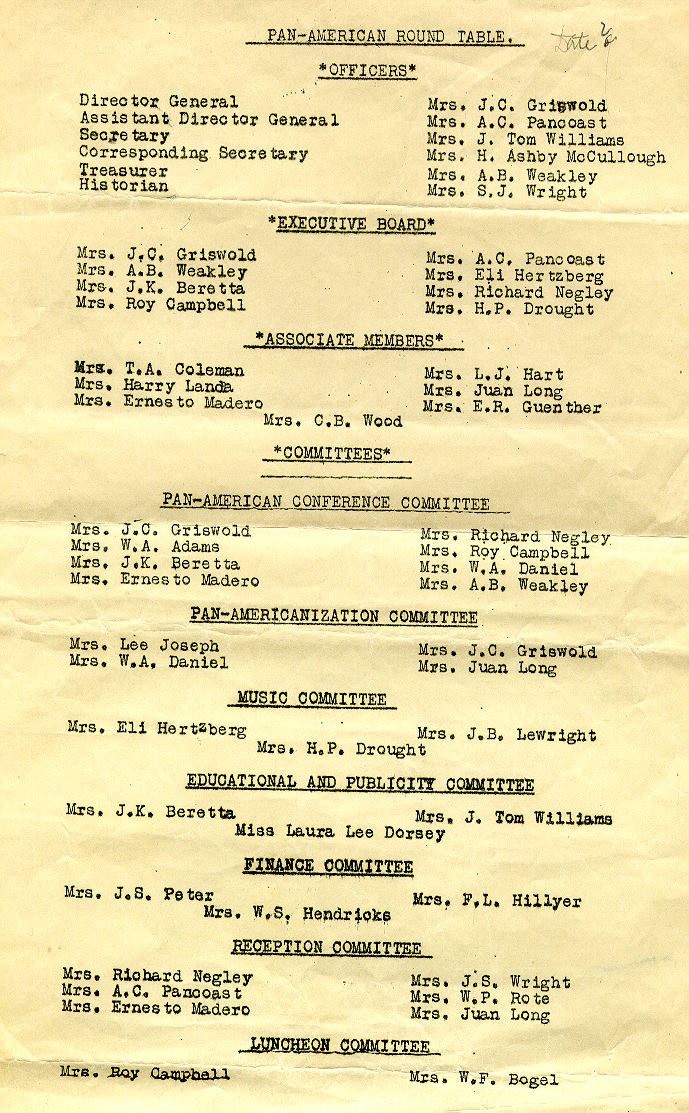 PAN-AMERICAN ROUND TABLE. Date ?
*OFFICERS*
Director General Mrs. J.C. Griswold
Assistant Director General Mrs. A.C. Pancoast
Secretary Mrs. J. Tom Williams
Corresponding Secretary Mrs. H. Ashby McCullough
Treasurer Mrs. A.B. Weakley
Historian Mrs. S.J. Wright
*EXECUTIVE BOARD*
Mrs. J.C. Griswold Mrs. A.C. Pancoast
Mrs. A.B. Weakley Mrs. Eli Hertzberg
Mrs. J.K. Beretta Mrs. Richard Negley
Mrs. Roy Campbell Mrs. H.P. Drought
*ASSOCIATE MEMBERS*
Mrs. T.A. Coleman Mrs. L.J. Hart
Mrs. Harry Landa Mrs. Juan Long
Mrs. Ernesto Madero Mrs. E.R. Guenther
Mrs. C.B. Wood
*COMMITTEES*
PAN-AMERICAN CONFERENCE COMMITTEE
Mrs. J.C. Griswold Mrs. Richard Negley
Mrs. W.A. Adams Mrs. Roy Campbell
Mrs. J.K. Beretta Mrs. W.A. Daniel
Mrs. Ernesto Madero Mrs. A.B. Weakley
PAN-AMERICANIZATION COMMITTEE
Mrs. Lee Joseph Mrs. J.C. Griswold
Mrs. W.A. Daniel Mrs. Juan Long
MUSIC COMMITTEE
Mrs. Eli Hertzberg Mrs. J.B. Lewright
Mrs. H.P. Drought
EDUCATIONAL AND PUBLICITY COMMITTEE
Mrs. J.K. Beretta Mrs. J. Tom Williams
Miss Laura Lee Dorsey
FINANCE COMMITTEE
Mrs. J.S. Peter Mrs. F.L. Hillyer
Mrs. W.S. Hendricks
RECEPTION COMMITTEE
Mrs. Richard Negley Mrs. J.S. Wright
Mrs. A.C. Pancoast Mrs. W.P. Rote
Mrs. Ernesto Madero Mrs. Juan Long
LUNCHEON COMMITTEE
Mrs. Roy Campbell Mrs. W.F. Bogel